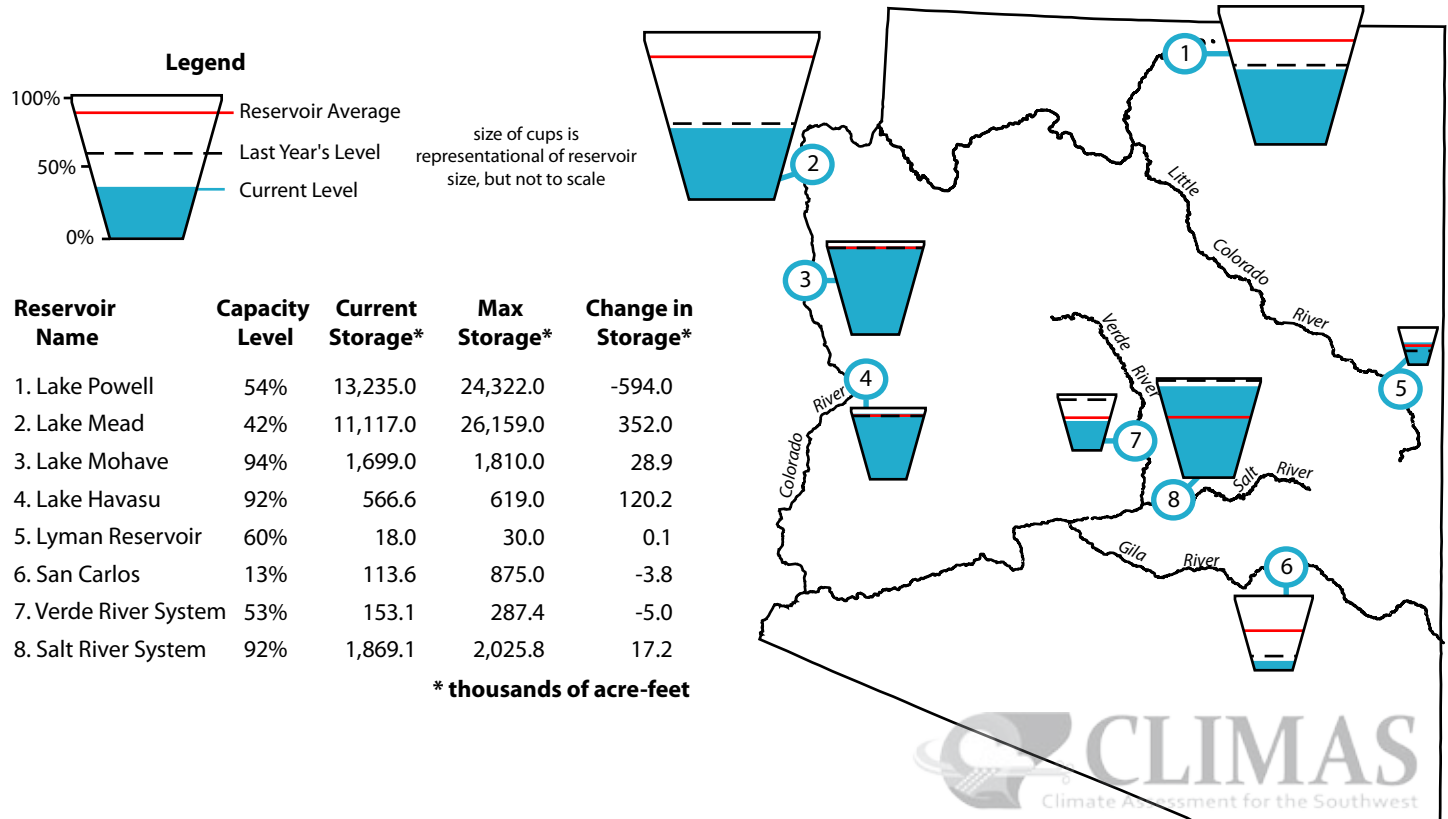 Legend
100%
50%
0%
Reservoir Average
Last Year's Level
Current Level
size of cups is
representational of reservoir
size, but not to scale
Reservoir Name Capacity Level Current Storage* Max Storage* Change in Storage*
1. Lake Powell 54% 13,235.0 24,322.0 -594.0
2. Lake Mead 42% 11,117.0 26,159.0 352.0
3. Lake Mohave 94% 1,699.0 1,810.0 28.9
4. Lake Havasu 92% 566.6 619.0 120.2
5. Lyman Reservoir 60% 18.0 30.0 0.1
6. San Carlos 13% 113.6 875.0 -3.8
7. Verde River System 53% 153.1 287.4 -5.0
8. Salt River System 92% 1,869.1 2,025.8 17.2
* thousands of acre-feet
1
2
3
4
5
6
7
8
Little Colorado River
Verde River
Colorado River
Salt River
Gila River
CLIMAS
Climate Assessment for the Southwest